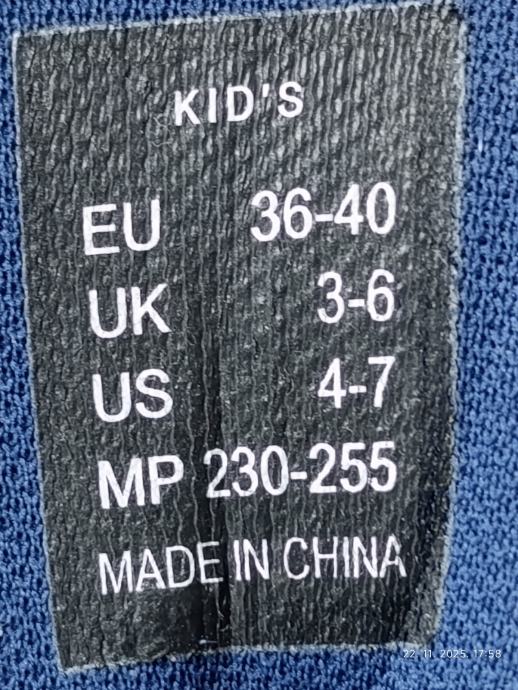 KID'S
EU 36-40
UK 3-6
US 4-7
MP 230-255
MADE IN CHINA
22. 11. 2025. 17:58